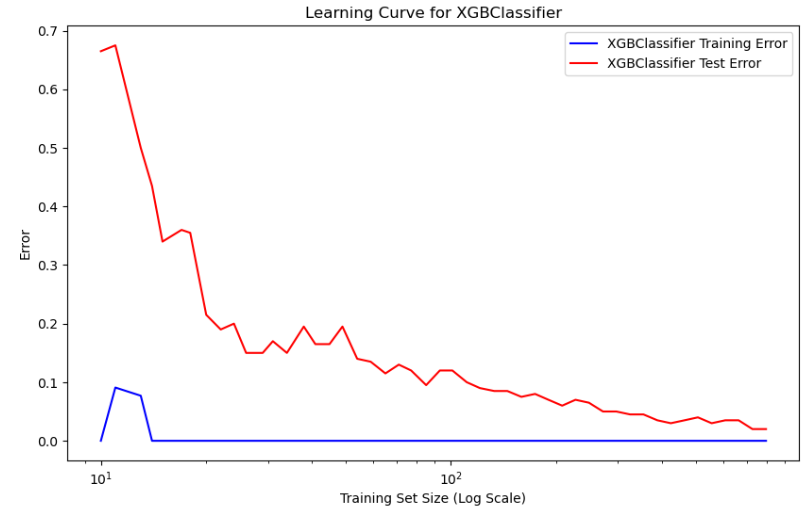 Learning Curve for XGBClassifier
XGBClassifier Training Error
XGBClassifier Test Error
0.7
0.6
0.5
0.4
0.3
0.2
0.1
0.0
Error
10¹
10²
Training Set Size (Log Scale)